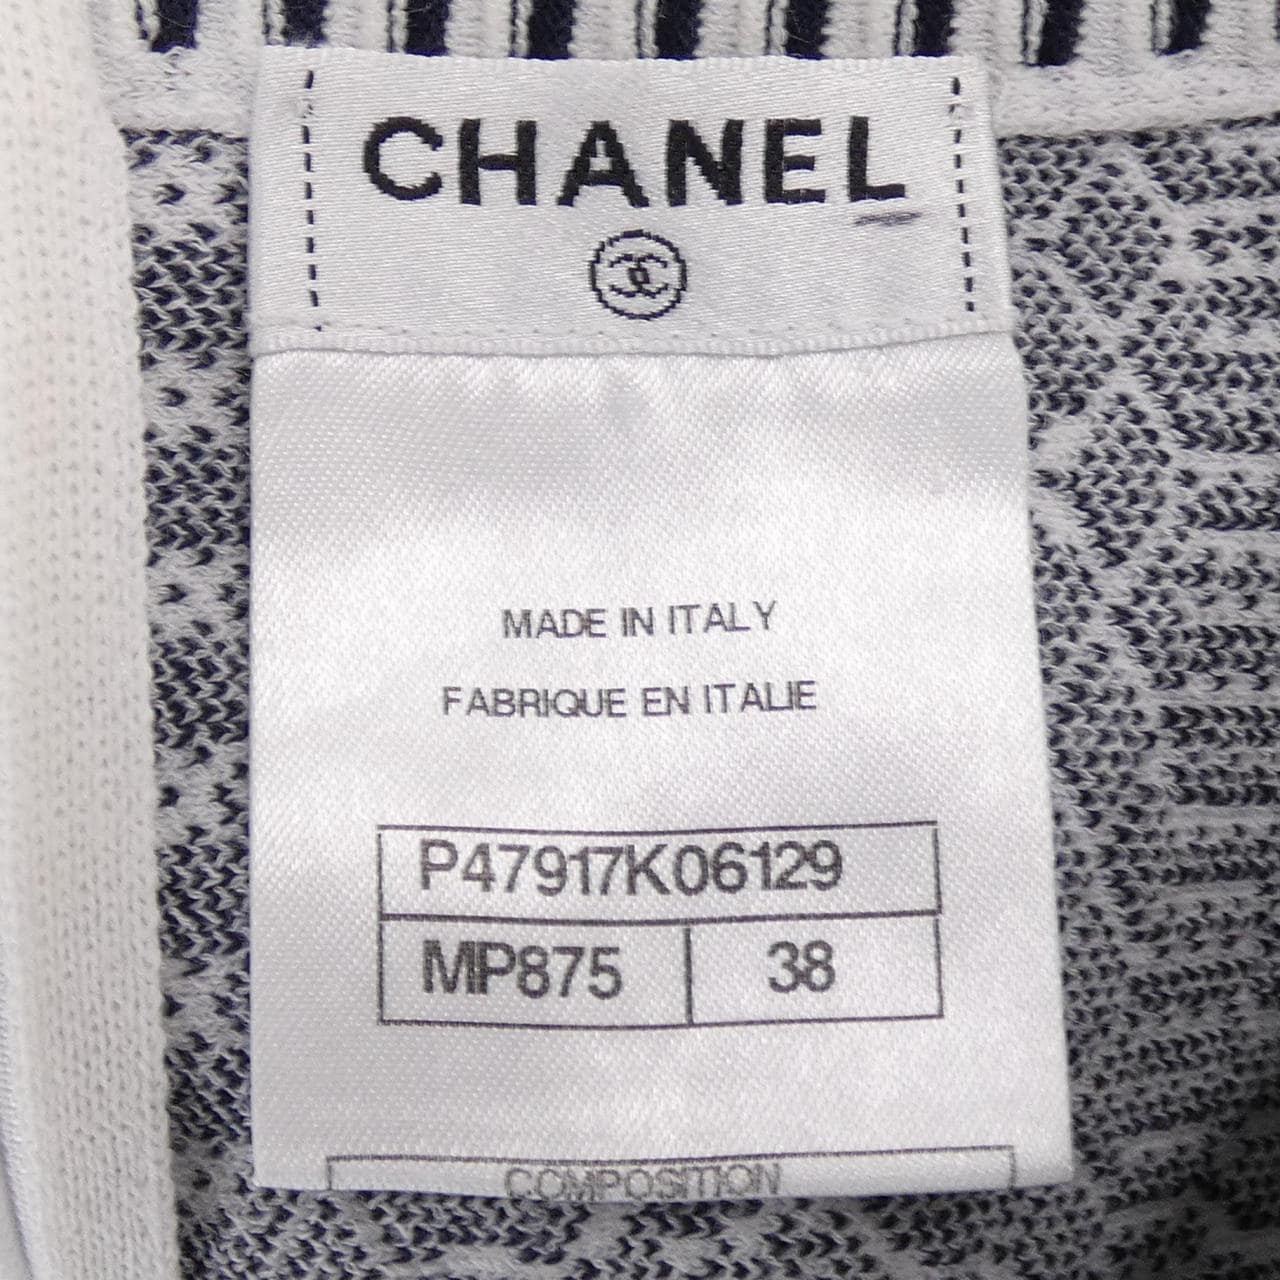 CHANEL
MADE IN ITALY
FABRIQUE EN ITALIE
P47917K06129
MP875 38
COMPOSITION